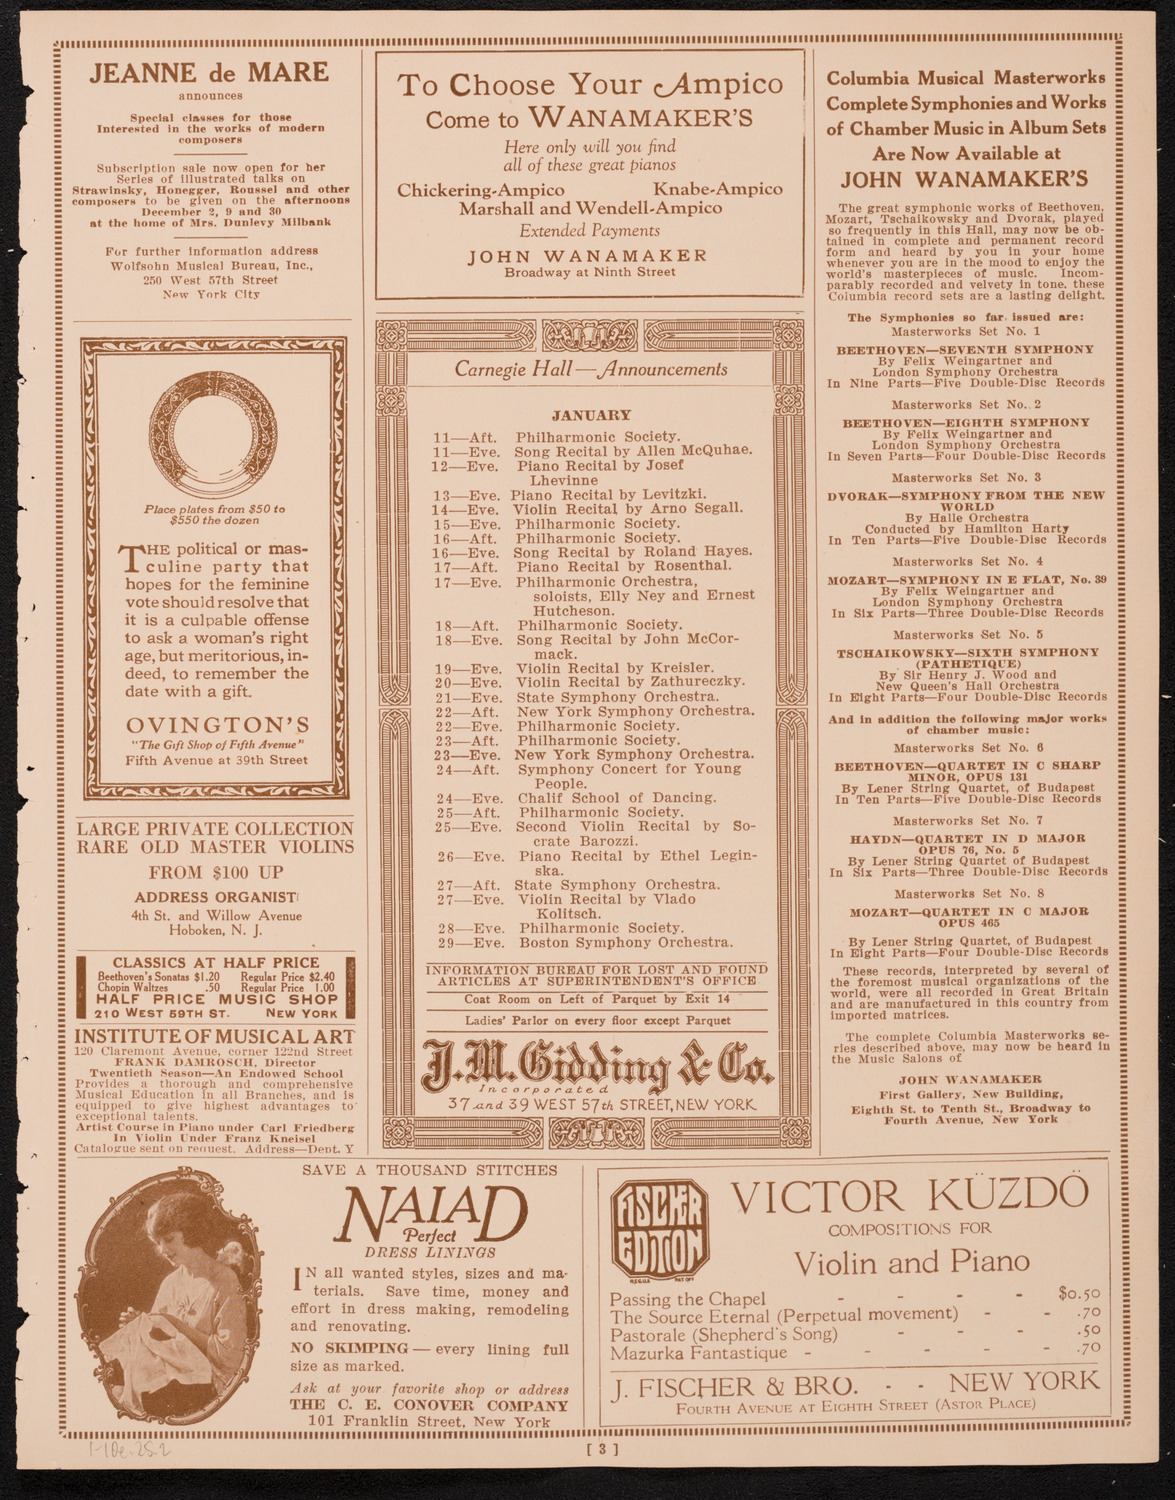 JEANNE de MARE
announces
Special classes for those
Interested in the works of modern
composers
Subscription sale now open for her
Series of illustrated talks on
Strawinsky, Honegger, Roussel and other
composers to be given on the afternoons
December 2, 9 and 30
at the home of Mrs. Dunlevy Milbank
For further information address
Wolfsohn Musical Bureau, Inc.,
250 West 57th Street
New York City
Place plates from $50 to
$550 the dozen
THE political or mas-
culine party that
hopes for the feminine
vote should resolve that
it is a culpable offense
to ask a woman's right
age, but meritorious, in-
deed, to remember the
date with a gift.
OVINGTON'S
"The Gift Shop of Fifth Avenue"
Fifth Avenue at 39th Street
LARGE PRIVATE COLLECTION
RARE OLD MASTER VIOLINS
FROM $100 UP
ADDRESS ORGANIST
4th St. and Willow Avenue
Hoboken, N. J.
CLASSICS AT HALF PRICE
Beethoven's Sonatas $1.20 Regular Price $2.40
Chopin Waltzes .50 Regular Price 1.00
HALF PRICE MUSIC SHOP
210 WEST 59TH ST. NEW YORK
INSTITUTE OF MUSICAL ART
120 Claremont Avenue, corner 122nd Street
FRANK DAMROSCH, Director
Twentieth Season—An Endowed School
Provides a thorough and comprehensive
Musical Education in all Branches, and is
equipped to give highest advantages to
exceptional talents.
Artist Course in Piano under Carl Friedberg
In Violin Under Franz Kneisel
Catalogue sent on request. Address—Dept. Y
To Choose Your Ampico
Come to WANAMAKER'S
Here only will you find
all of these great pianos
Chickering-Ampico Knabe-Ampico
Marshall and Wendell-Ampico
Extended Payments
JOHN WANAMAKER
Broadway at Ninth Street
Carnegie Hall—Announcements
JANUARY
11—Aft. Philharmonic Society.
11—Eve. Song Recital by Allen McQuhae.
12—Eve. Piano Recital by Josef
Lhevinne
13—Eve. Piano Recital by Levitzki.
14—Eve. Violin Recital by Arno Segall.
15—Eve. Philharmonic Society.
16—Aft. Philharmonic Society.
16—Eve. Song Recital by Roland Hayes.
17—Aft. Piano Recital by Rosenthal.
17—Eve. Philharmonic Orchestra,
soloists, Elly Ney and Ernest
Hutcheson.
18—Aft. Philharmonic Society.
18—Eve. Song Recital by John McCor-
mack.
19—Eve. Violin Recital by Kreisler.
20—Eve. Violin Recital by Zathureczky.
21—Eve. State Symphony Orchestra.
22—Aft. New York Symphony Orchestra.
22—Eve. Philharmonic Society.
23—Aft. Philharmonic Society.
23—Eve. New York Symphony Orchestra.
24—Aft. Symphony Concert for Young
People.
24—Eve. Chalif School of Dancing.
25—Aft. Philharmonic Society.
25—Eve. Second Violin Recital by So-
crate Barozzi.
26—Eve. Piano Recital by Ethel Legin-
ska.
27—Aft. State Symphony Orchestra.
27—Eve. Violin Recital by Vlado
Kolitsch.
28—Eve. Philharmonic Society.
29—Eve. Boston Symphony Orchestra.
INFORMATION BUREAU FOR LOST AND FOUND
ARTICLES AT SUPERINTENDENT'S OFFICE
Coat Room on Left of Parquet by Exit 14
Ladies' Parlor on every floor except Parquet
J. M. Gidding & Co.
Incorporated
37 and 39 WEST 57th STREET, NEW YORK
Columbia Musical Masterworks
Complete Symphonies and Works
of Chamber Music in Album Sets
Are Now Available at
JOHN WANAMAKER'S
The great symphonic works of Beethoven,
Mozart, Tschaikowsky and Dvorak, played
so frequently in this Hall, may now be ob-
tained in complete and permanent record
form and heard by you in your home
whenever you are in the mood to enjoy the
world's masterpieces of music. Incom-
parably recorded and velvety in tone, these
Columbia record sets are a lasting delight.
The Symphonies so far issued are:
Masterworks Set No. 1
BEETHOVEN—SEVENTH SYMPHONY
By Felix Weingartner and
London Symphony Orchestra
In Nine Parts—Five Double-Disc Records
Masterworks Set No. 2
BEETHOVEN—EIGHTH SYMPHONY
By Felix Weingartner and
London Symphony Orchestra
In Seven Parts—Four Double-Disc Records
Masterworks Set No. 3
DVORAK—SYMPHONY FROM THE NEW
WORLD
By Halle Orchestra
Conducted by Hamilton Harty
In Ten Parts—Five Double-Disc Records
Masterworks Set No. 4
MOZART—SYMPHONY IN E FLAT, No. 39
By Felix Weingartner and
London Symphony Orchestra
In Six Parts—Three Double-Disc Records
Masterworks Set No. 5
TSCHAIKOWSKY—SIXTH SYMPHONY
(PATHETIQUE)
By Sir Henry J. Wood and
New Queen's Hall Orchestra
In Eight Parts—Four Double-Disc Records
And in addition the following major works
of chamber music:
Masterworks Set No. 6
BEETHOVEN—QUARTET IN C SHARP
MINOR, OPUS 131
By Lener String Quartet, of Budapest
In Ten Parts—Five Double-Disc Records
Masterworks Set No. 7
HAYDN—QUARTET IN D MAJOR
OPUS 76, No. 5
By Lener String Quartet of Budapest
In Six Parts—Three Double-Disc Records
Masterworks Set No. 8
MOZART—QUARTET IN C MAJOR
OPUS 465
By Lener String Quartet, of Budapest
In Eight Parts—Four Double-Disc Records
These records, interpreted by several of
the foremost musical organizations of the
world, were all recorded in Great Britain
and are manufactured in this country from
imported matrices.
The complete Columbia Masterworks se-
ries described above, may now be heard in
the Music Salons of
JOHN WANAMAKER
First Gallery, New Building,
Eighth St. to Tenth St., Broadway to
Fourth Avenue, New York
SAVE A THOUSAND STITCHES
NAIAD
Perfect
DRESS LININGS
IN all wanted styles, sizes and ma-
terials. Save time, money and
effort in dress making, remodeling
and renovating.
NO SKIMPING — every lining full
size as marked.
Ask at your favorite shop or address
THE C. E. CONOVER COMPANY
101 Franklin Street, New York
FISCHER
EDITION
REG. U.S. PAT. OFF
VICTOR KÜZDÖ
COMPOSITIONS FOR
Violin and Piano
Passing the Chapel - - - - $0.50
The Source Eternal (Perpetual movement) - - .70
Pastorale (Shepherd's Song) - - - .50
Mazurka Fantastique - - - - - .70
J. FISCHER & BRO. - - NEW YORK
FOURTH AVENUE AT EIGHTH STREET (ASTOR PLACE)
[ 3 ]